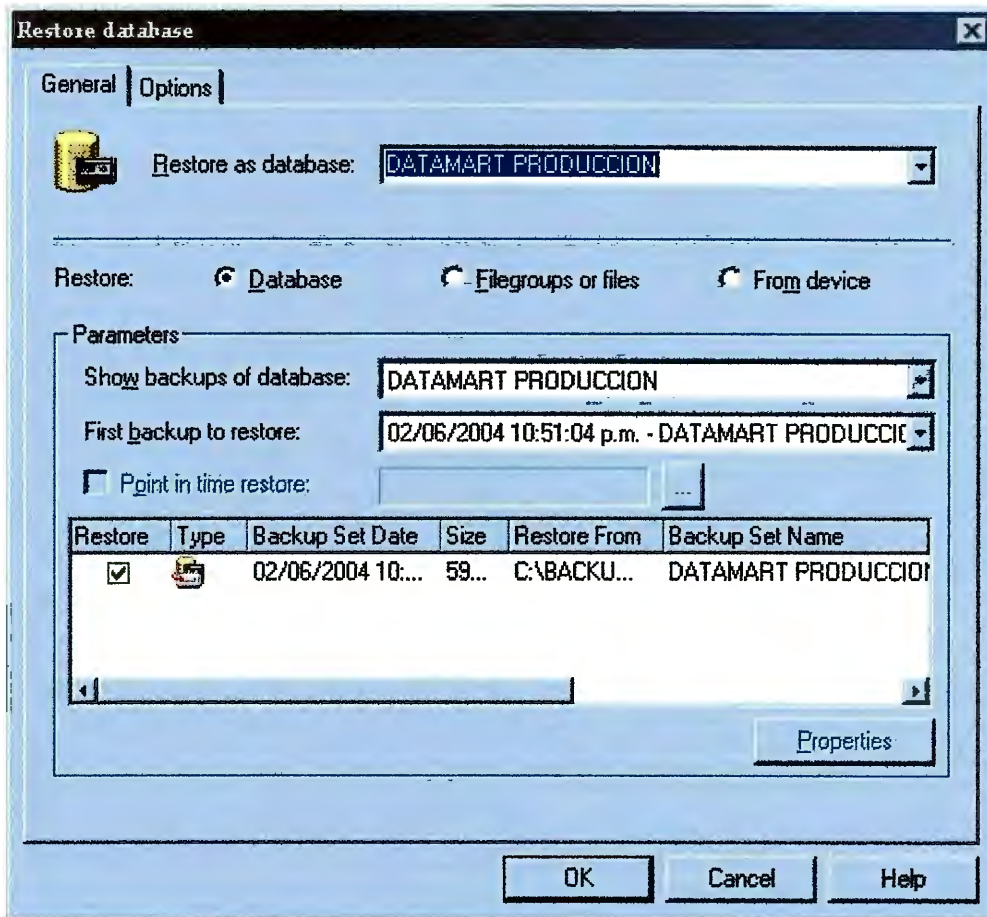 Restore database
General Options
Restore as database: DATAMART PRODUCCION
Restore: Database Filegroups or files From device
Parameters
Show backups of database: DATAMART PRODUCCION
First backup to restore: 02/06/2004 10:51:04 p.m. - DATAMART PRODUCCIC
Point in time restore: ...
Restore Type Backup Set Date Size Restore From Backup Set Name
02/06/2004 10:... 59... C:\BACKU... DATAMART PRODUCCION
Properties
OK Cancel Help